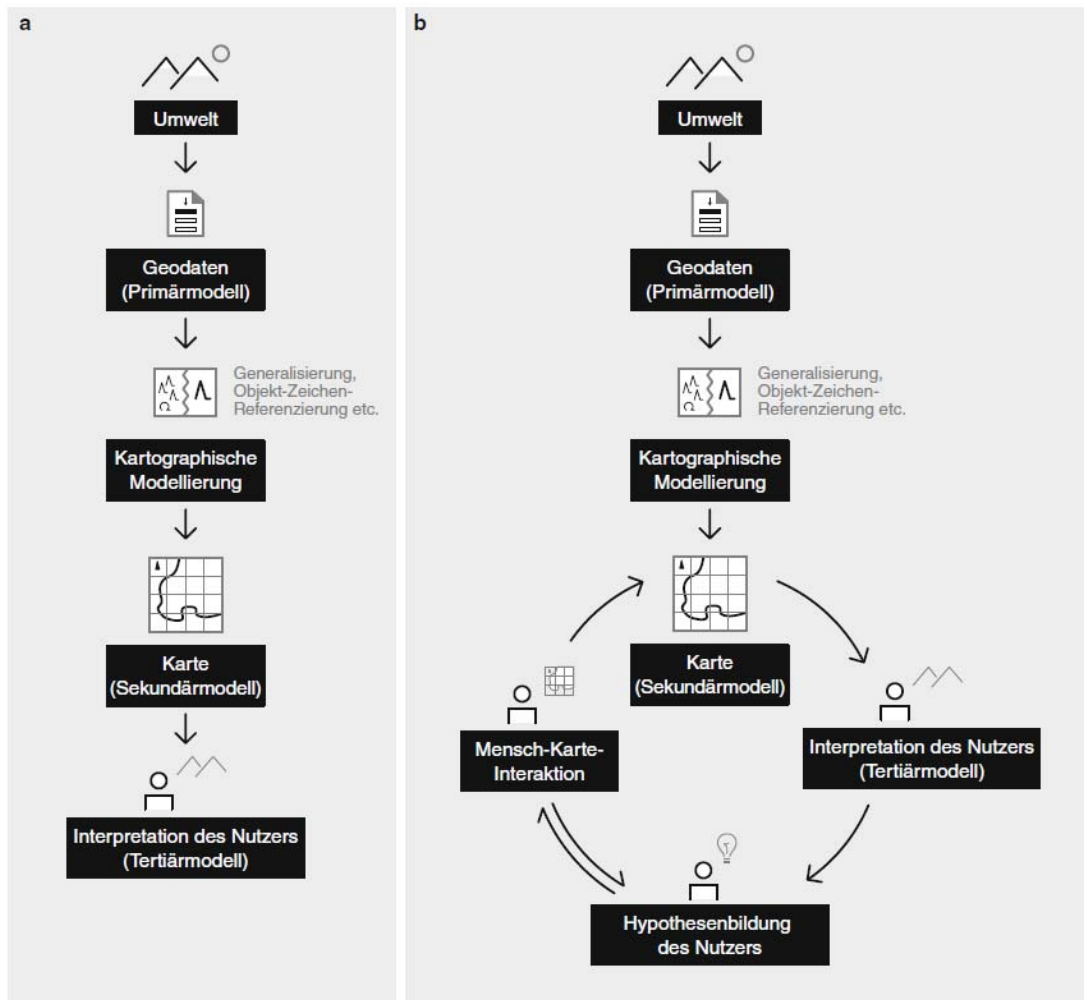 a
Umwelt
Geodaten
(Primärmodell)
Generalisierung,
Objekt-Zeichen-
Referenzierung etc.
Kartographische
Modellierung
Karte
(Sekundärmodell)
Interpretation des Nutzers
(Tertiärmodell)
b
Umwelt
Geodaten
(Primärmodell)
Generalisierung,
Objekt-Zeichen-
Referenzierung etc.
Kartographische
Modellierung
Karte
(Sekundärmodell)
Mensch-Karte-
Interaktion
Interpretation des Nutzers
(Tertiärmodell)
Hypothesenbildung
des Nutzers